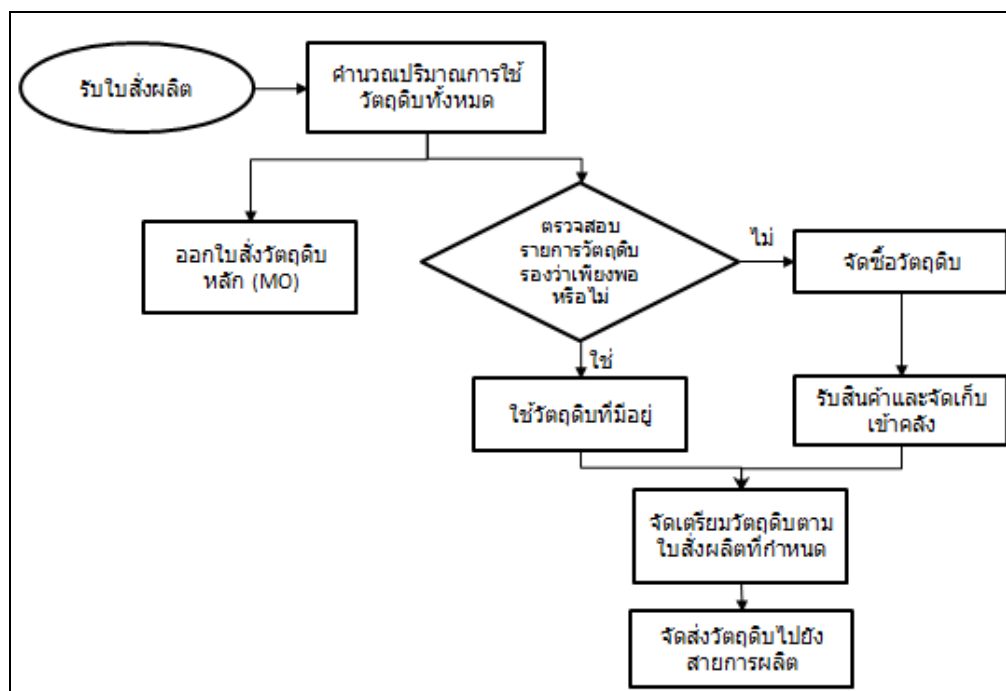 รับใบสั่งผลิต
คำนวณปริมาณการใช้
วัตถุดิบทั้งหมด
ออกใบสั่งวัตถุดิบ
หลัก (MO)
ตรวจสอบ
รายการวัตถุดิบ
รองว่าเพียงพอ
หรือไม่
ไม่
จัดซื้อวัตถุดิบ
ใช่
ใช้วัตถุดิบที่มีอยู่
รับสินค้าและจัดเก็บ
เข้าคลัง
จัดเตรียมวัตถุดิบตาม
ใบสั่งผลิตที่กำหนด
จัดส่งวัตถุดิบไปยัง
สายการผลิต